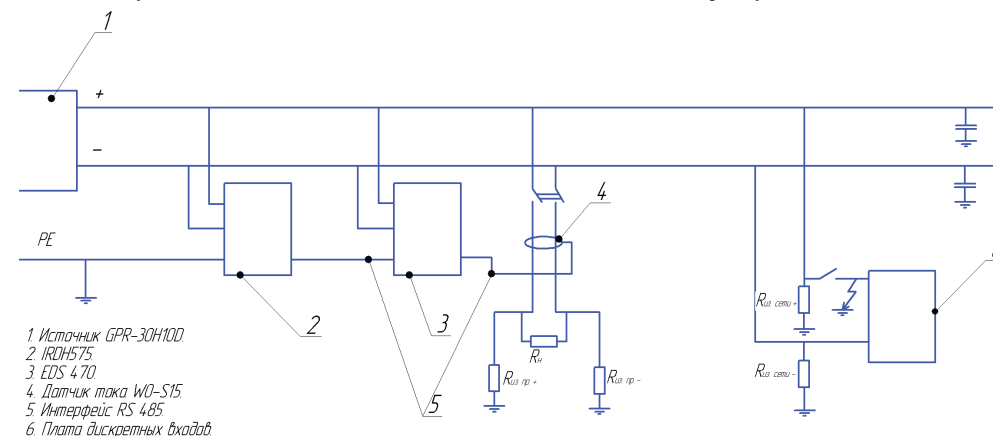 1
+
–
4
PE
2
3
5
Rиз пр +
Rн
Rиз пр -
Rиз сети +
Rиз сети -
1. Источник GPR-30H10D.
2. IRDH575.
3. EDS 470.
4. Датчик тока WO-S15.
5. Интерфейс RS 485.
6. Плата дискретных входов.